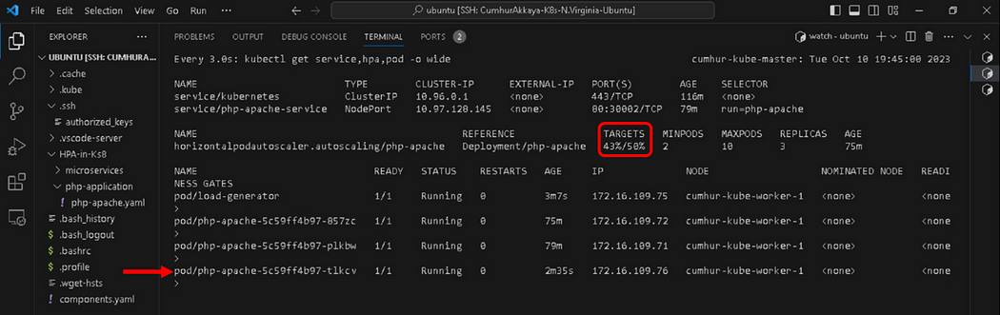 File Edit Selection View Go Run ··· ubuntu [SSH: CumhurAkkaya-K8s-N.Virginia-Ubuntu]
EXPLORER ···
UBUNTU [SSH: CUMHURA...
.cache
.kube
.ssh
authorized_keys
.vscode-server
HPA-in-Ks8
microservices
php-application
php-apache.yaml
.bash_history
.bash_logout
.bashrc
.profile
.wget-hsts
components.yaml
PROBLEMS OUTPUT DEBUG CONSOLE TERMINAL PORTS 2 watch - ubuntu
Every 3.0s: kubectl get service,hpa,pod -o wide cumhur-kube-master: Tue Oct 10 19:45:00 2023
NAME TYPE CLUSTER-IP EXTERNAL-IP PORT(S) AGE SELECTOR
service/kubernetes ClusterIP 10.96.0.1 <none> 443/TCP 116m <none>
service/php-apache-service NodePort 10.97.128.145 <none> 80:30002/TCP 79m run=php-apache
NAME REFERENCE TARGETS MINPODS MAXPODS REPLICAS AGE
horizontalpodautoscaler.autoscaling/php-apache Deployment/php-apache 43%/50% 2 10 3 75m
NAME READY STATUS RESTARTS AGE IP NODE NOMINATED NODE READI
NESS GATES
pod/load-generator 1/1 Running 0 3m7s 172.16.109.75 cumhur-kube-worker-1 <none> <none
>
pod/php-apache-5c59ff4b97-857zc 1/1 Running 0 75m 172.16.109.72 cumhur-kube-worker-1 <none> <none
>
pod/php-apache-5c59ff4b97-plkbw 1/1 Running 0 79m 172.16.109.71 cumhur-kube-worker-1 <none> <none
>
pod/php-apache-5c59ff4b97-tlkcv 1/1 Running 0 2m35s 172.16.109.76 cumhur-kube-worker-1 <none> <none
>